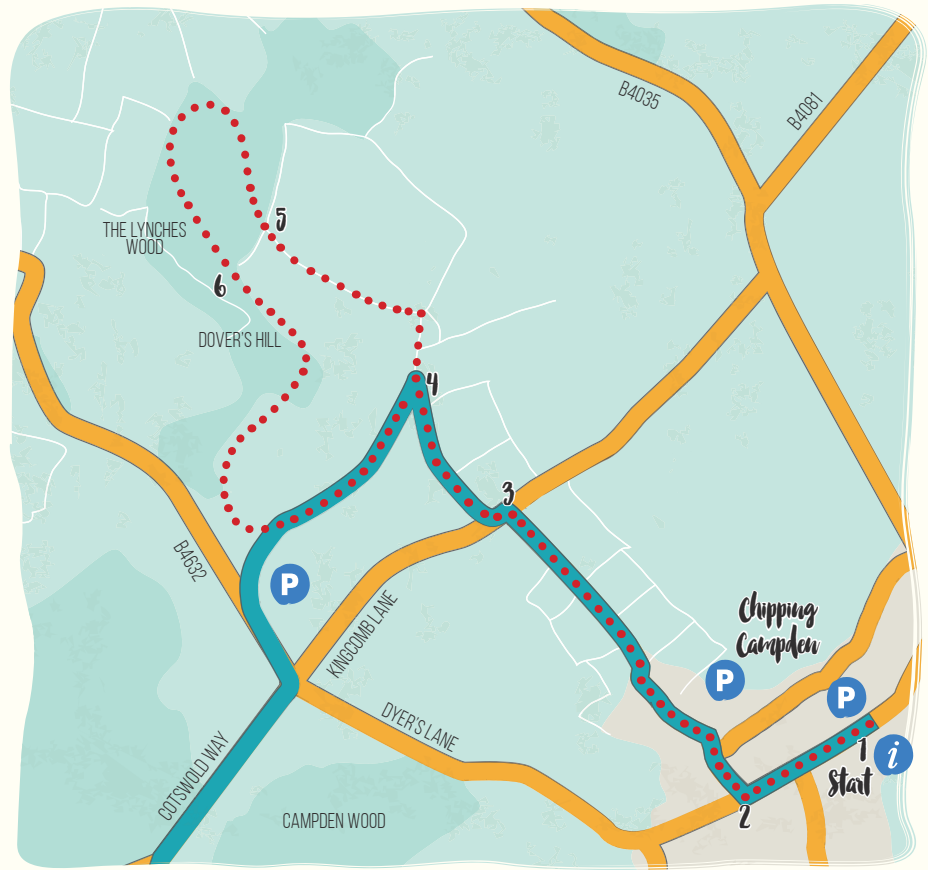 B4035
B4081
5
THE LYNCHES
WOOD
6
DOVER'S HILL
4
3
B4632
P
KINGCOMB LANE
Chipping
Campden
P
P
DYER'S LANE
COTSWOLD WAY
1
i
Start
2
CAMPDEN WOOD